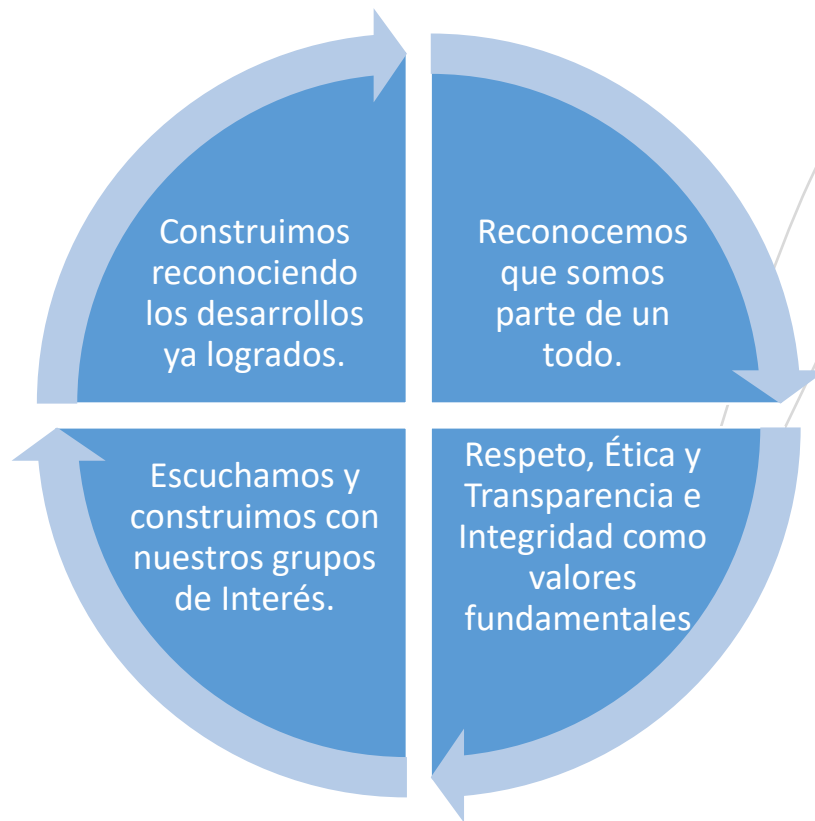 Construimos
reconociendo
los desarrollos
ya logrados.
Reconocemos
que somos
parte de un
todo.
Escuchamos y
construimos con
nuestros grupos
de Interés.
Respeto, Ética y
Transparencia e
Integridad como
valores
fundamentales